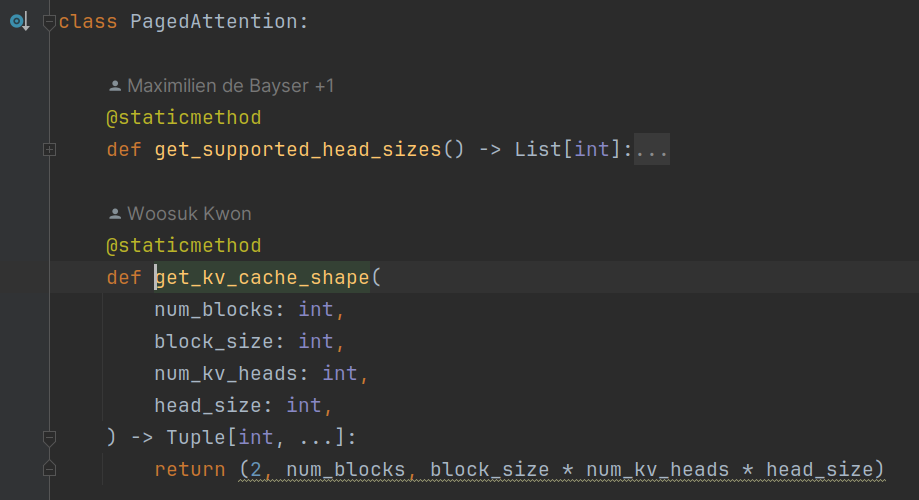 class PagedAttention:
Maximilien de Bayser +1
@staticmethod
def get_supported_head_sizes() -> List[int]:...
Woosuk Kwon
@staticmethod
def get_kv_cache_shape(
num_blocks: int,
block_size: int,
num_kv_heads: int,
head_size: int,
) -> Tuple[int, ...]:
return (2, num_blocks, block_size * num_kv_heads * head_size)